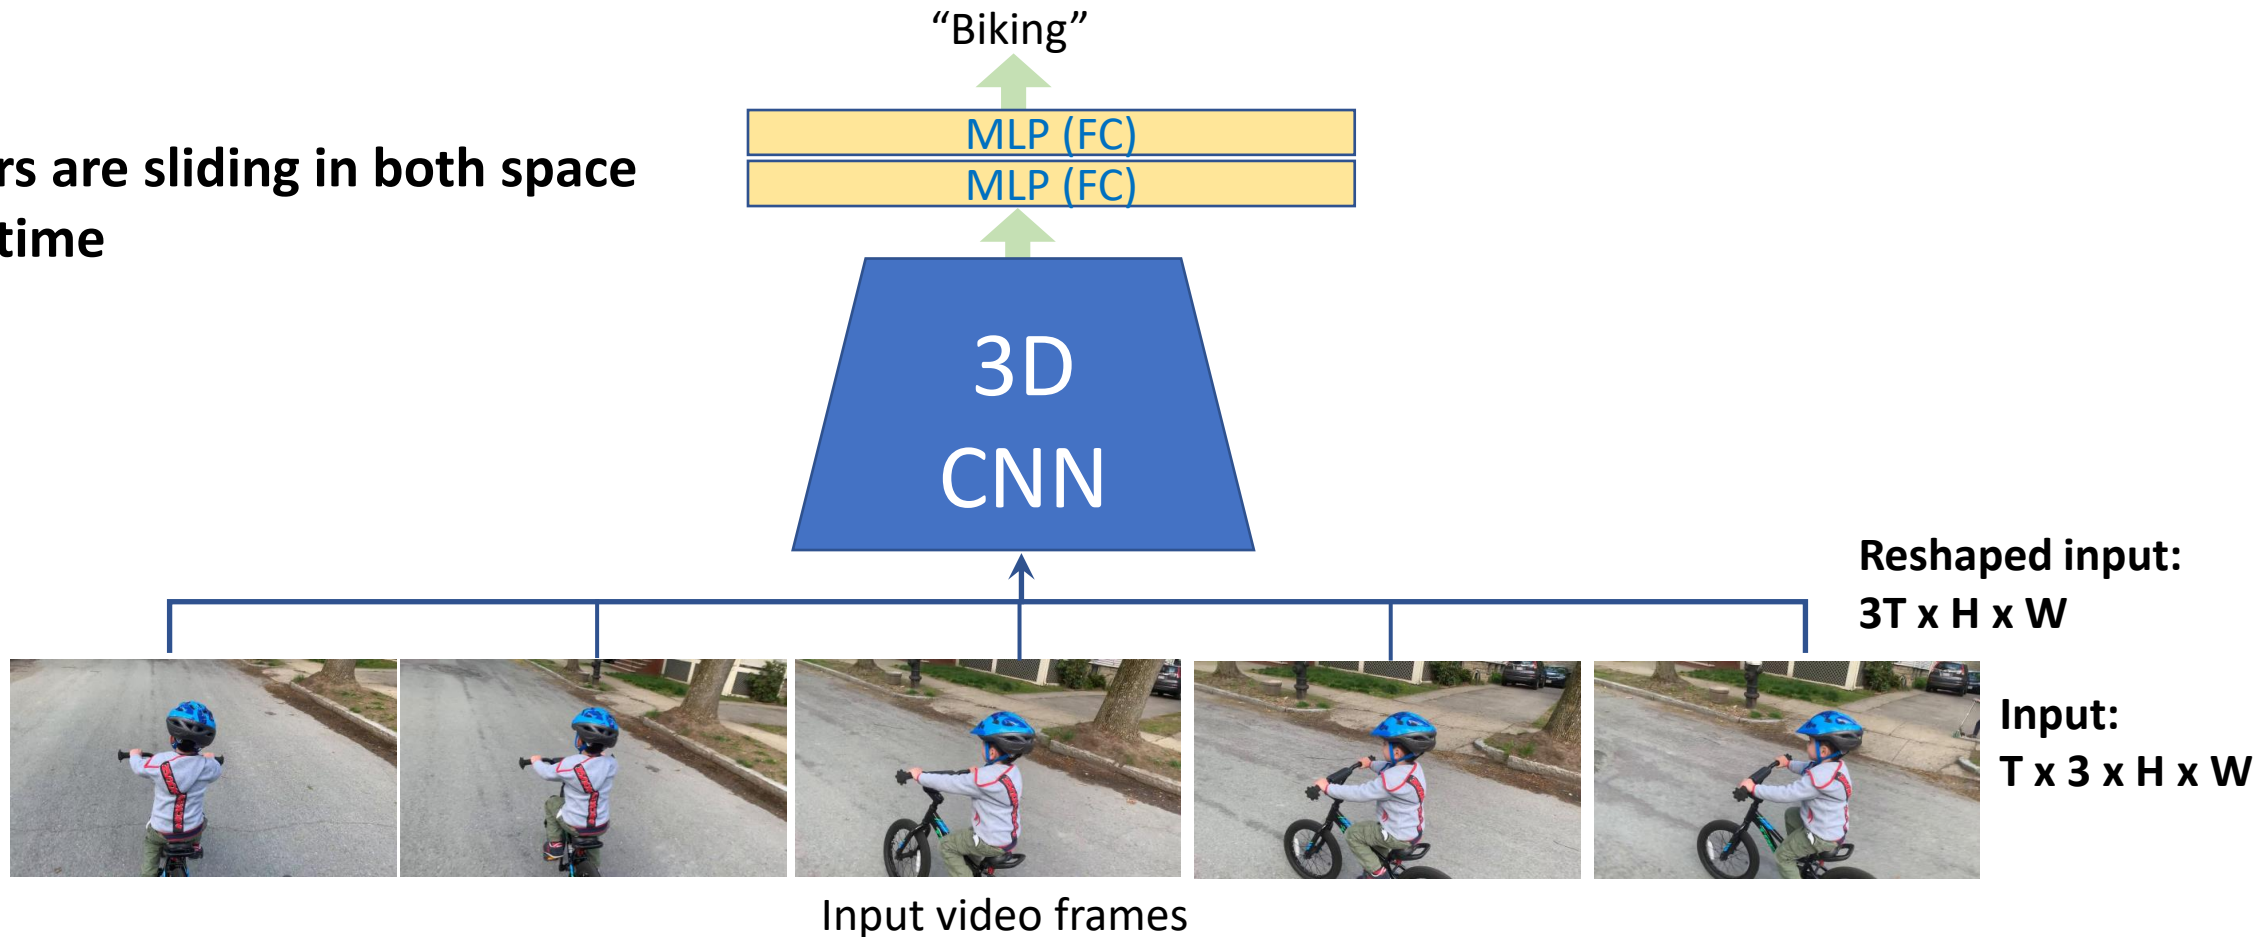 “Biking”
MLP (FC)
MLP (FC)
rs are sliding in both space
time
3D
CNN
Reshaped input:
3T x H x W
Input:
T x 3 x H x W
Input video frames